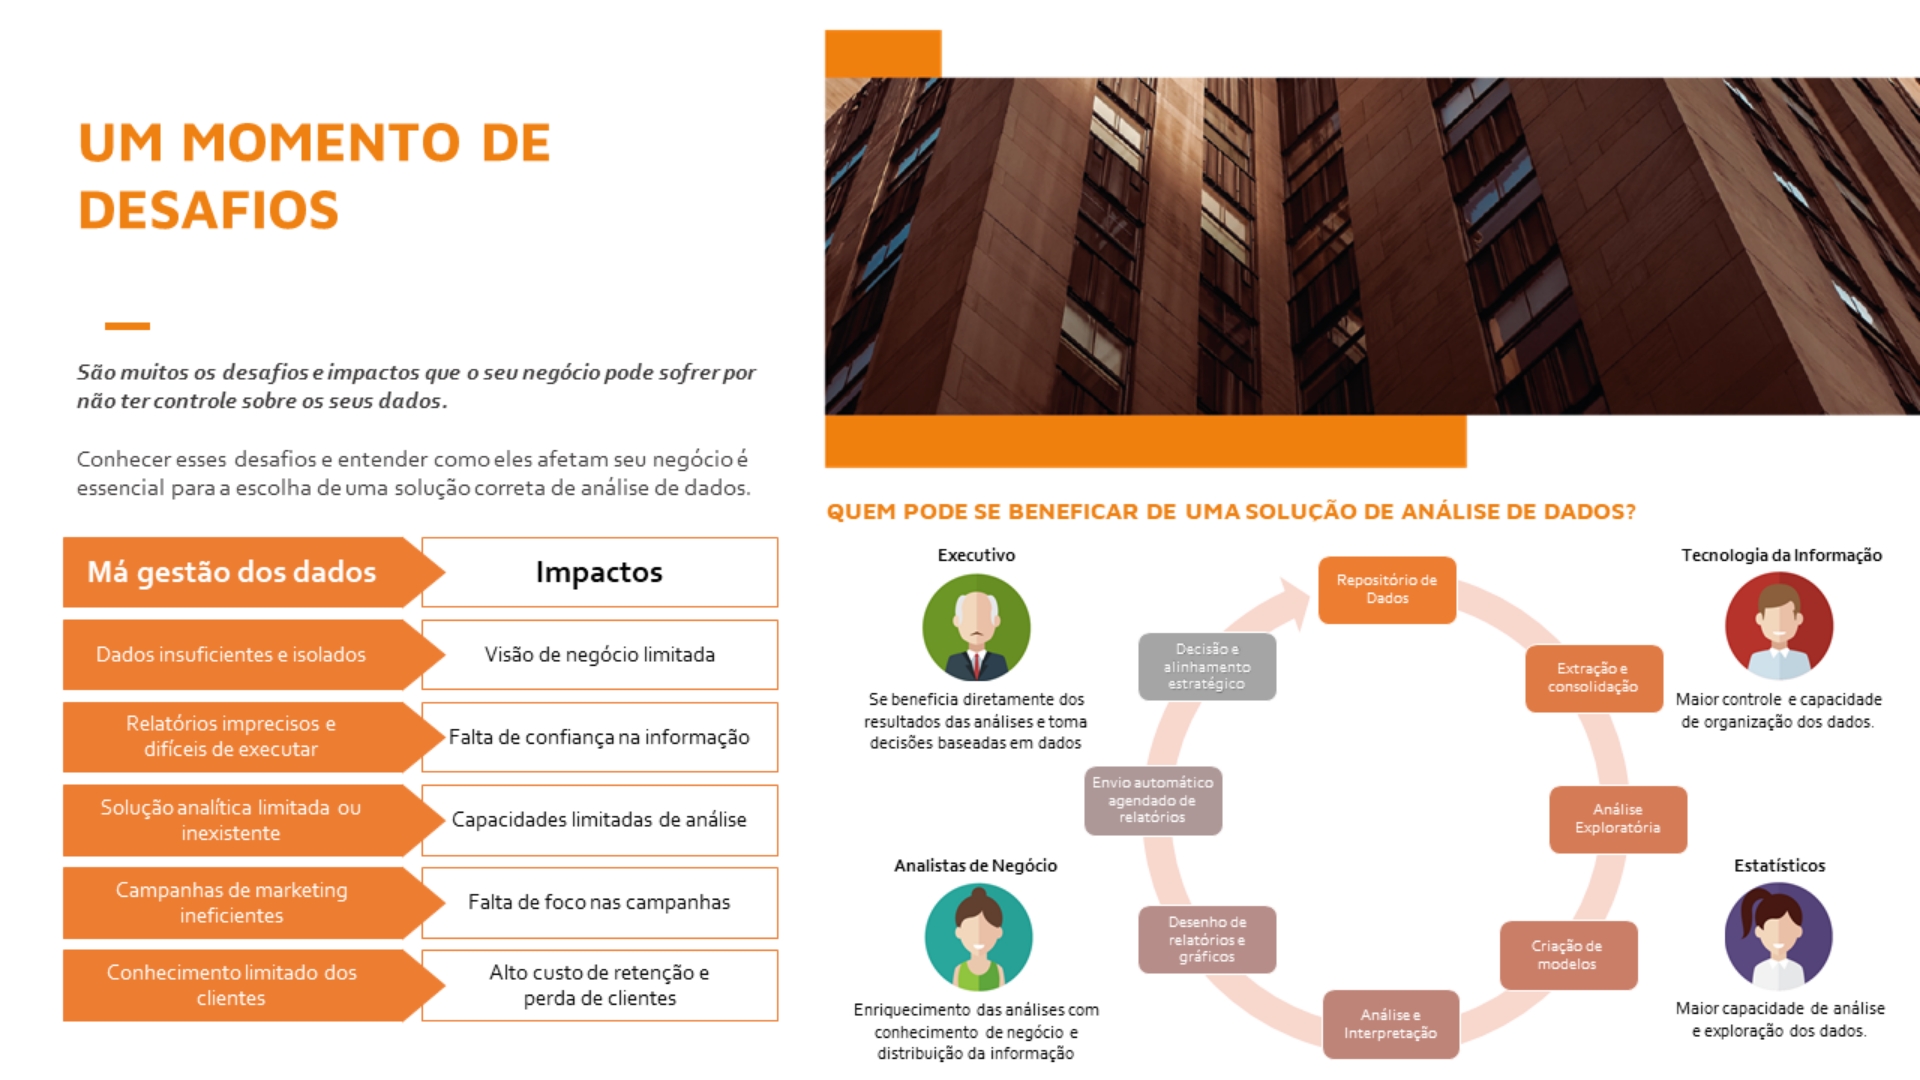 UM MOMENTO DE
DESAFIOS
São muitos os desafios e impactos que o seu negócio pode sofrer por
não ter controle sobre os seus dados.
Conhecer esses desafios e entender como eles afetam seu negócio é
essencial para a escolha de uma solução correta de análise de dados.
Má gestão dos dados
Impactos
Dados insuficientes e isolados
Visão de negócio limitada
Relatórios imprecisos e
difíceis de executar
Falta de confiança na informação
Solução analítica limitada ou
inexistente
Capacidades limitadas de análise
Campanhas de marketing
ineficientes
Falta de foco nas campanhas
Conhecimento limitado dos
clientes
Alto custo de retenção e
perda de clientes
QUEM PODE SE BENEFICAR DE UMA SOLUÇÃO DE ANÁLISE DE DADOS?
Executivo
Se beneficia diretamente dos
resultados das análises e toma
decisões baseadas em dados
Tecnologia da Informação
Maior controle e capacidade
de organização dos dados.
Analistas de Negócio
Enriquecimento das análises com
conhecimento de negócio e
distribuição da informação
Estatísticos
Maior capacidade de análise
e exploração dos dados.
Repositório de
Dados
Extração e
consolidação
Análise
Exploratória
Criação de
modelos
Análise e
Interpretação
Desenho de
relatórios e
gráficos
Envio automático
agendado de
relatórios
Decisão e
alinhamento
estratégico